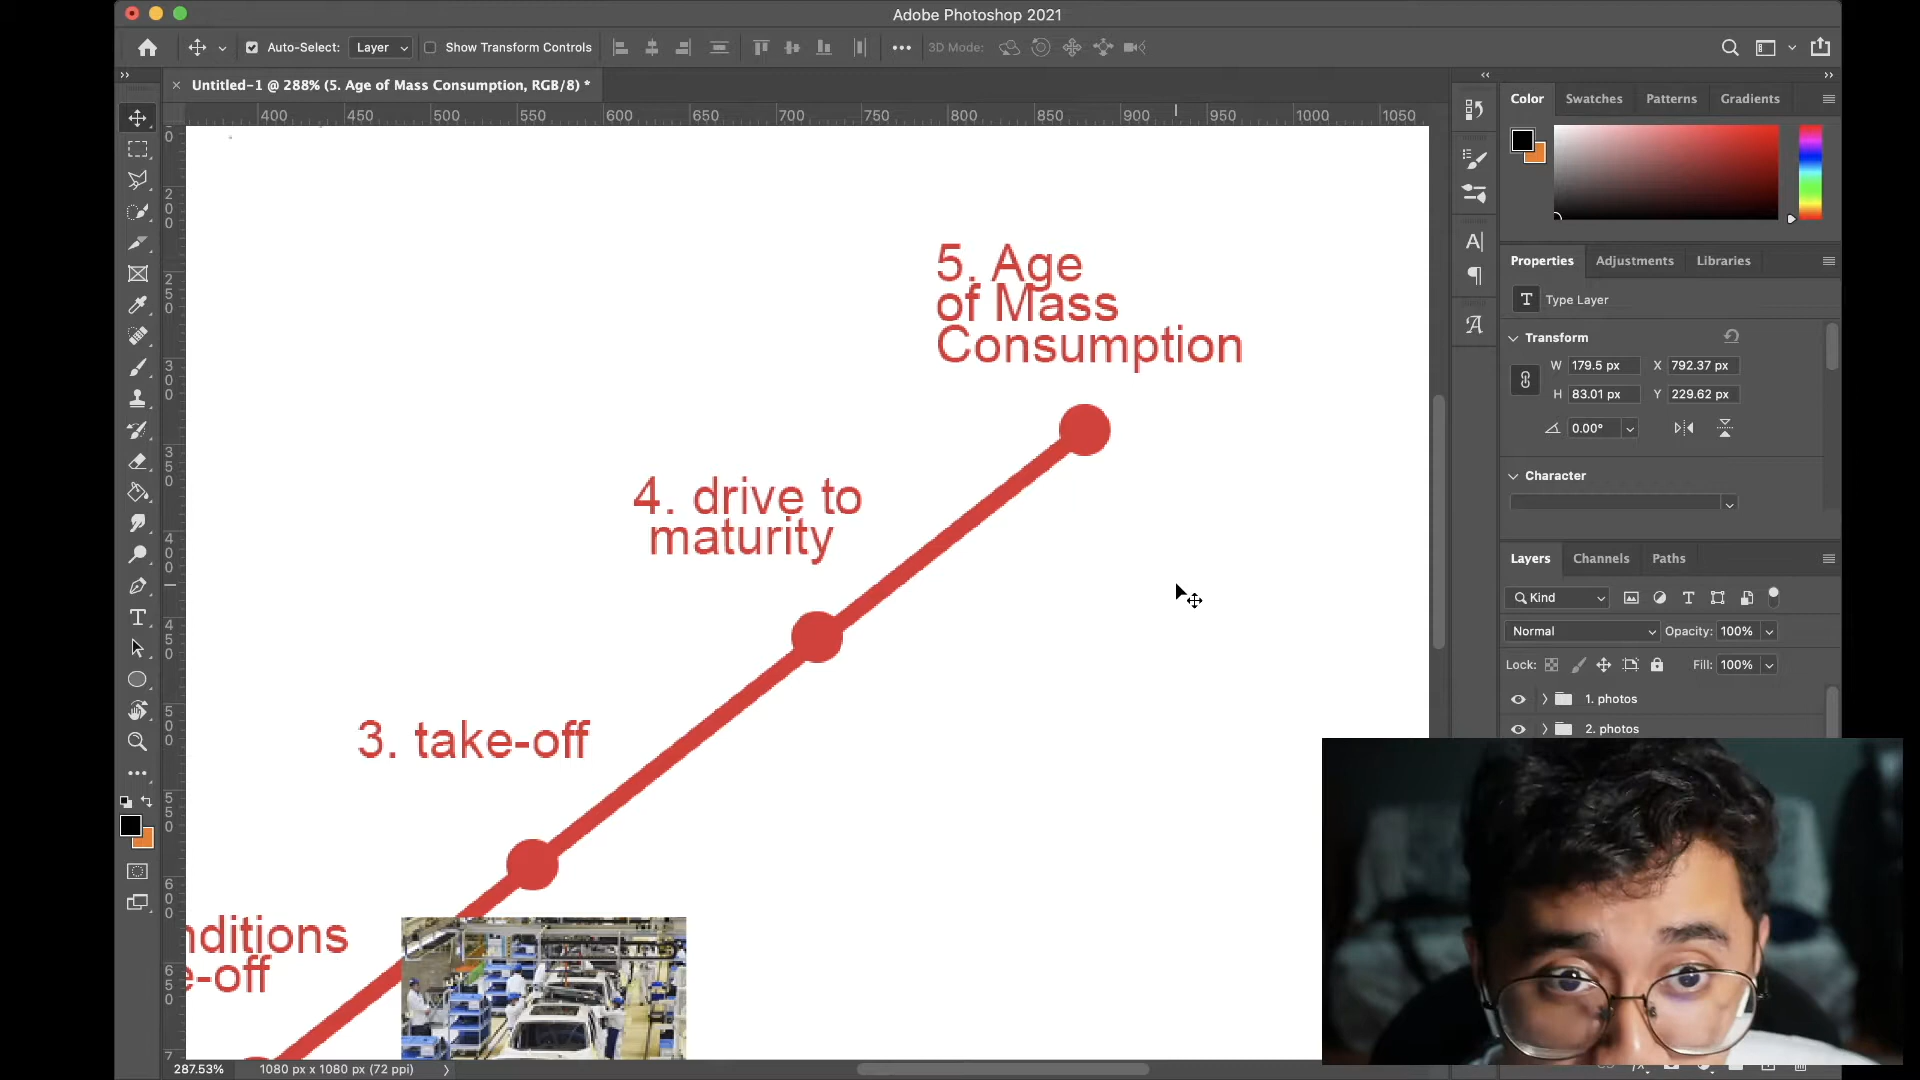 Adobe Photoshop 2021
Auto-Select: Layer Show Transform Controls 3D Mode:
Untitled-1 @ 288% (5. Age of Mass Consumption, RGB/8) *
400 450 500 550 600 650 700 750 800 850 900 950 1000 1050
Color Swatches Patterns Gradients
5. Age
of Mass
Consumption
4. drive to
maturity
3. take-off
nditions
e-off
Properties Adjustments Libraries
Type Layer
Transform
W 179.5 px X 792.37 px
H 83.01 px Y 229.62 px
0.00°
Character
Layers Channels Paths
Kind
Normal Opacity: 100%
Lock: Fill: 100%
1. photos
2. photos
287.53% 1080 px x 1080 px (72 ppi)